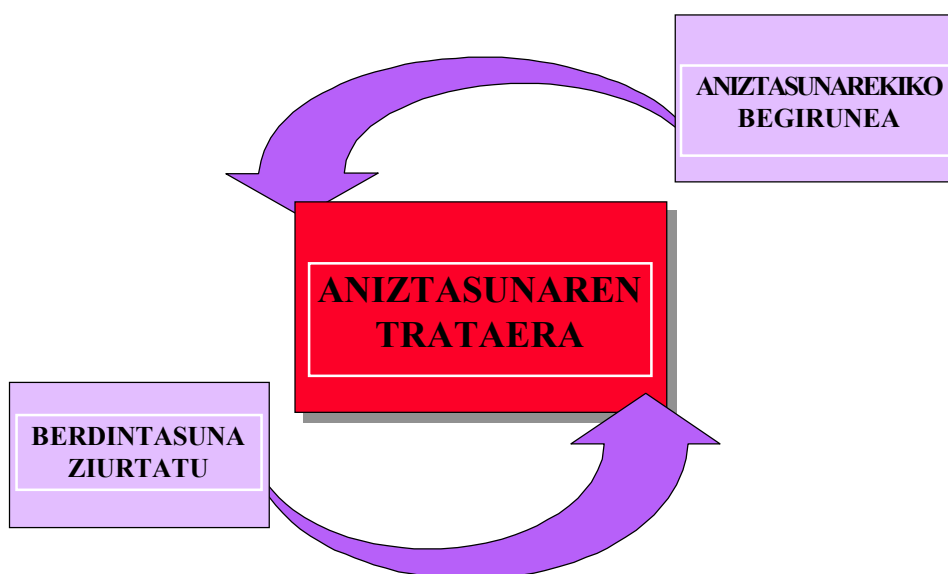 ANIZTASUNAREKIKO
BEGIRUNEA
ANIZTASUNAREN
TRATAERA
BERDINTASUNA
ZIURTATU